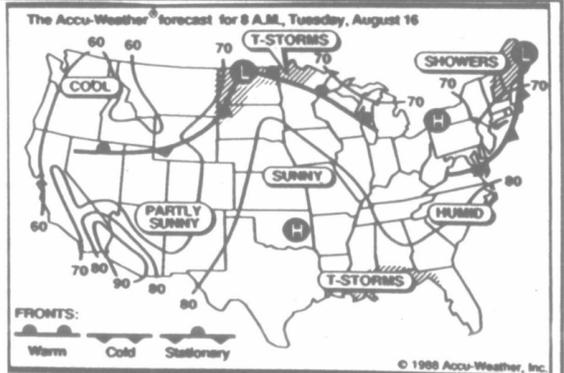 The Accu-Weather® forecast for 8 A.M., Tuesday, August 16
60
60
70
T-STORMS
70
SHOWERS
COOL
L
L
70
70
70
H
SUNNY
80
PARTLY
SUNNY
HUMID
60
H
70
80
90
80
80
T-STORMS
FRONTS:
Warm
Cold
Stationary
© 1988 Accu-Weather, Inc.